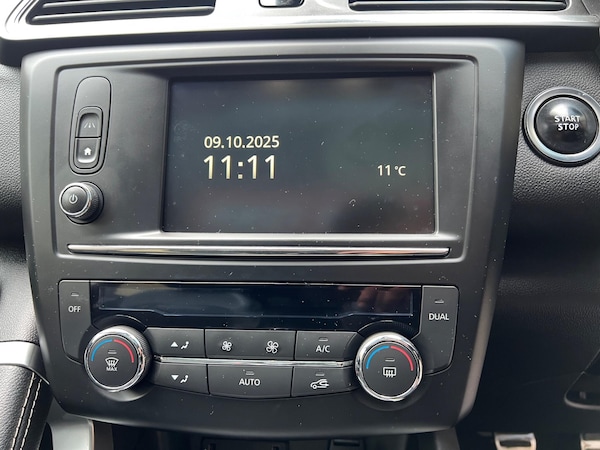 09.10.2025
11:11
11 °C
START
STOP
OFF
DUAL
A/C
MAX
AUTO